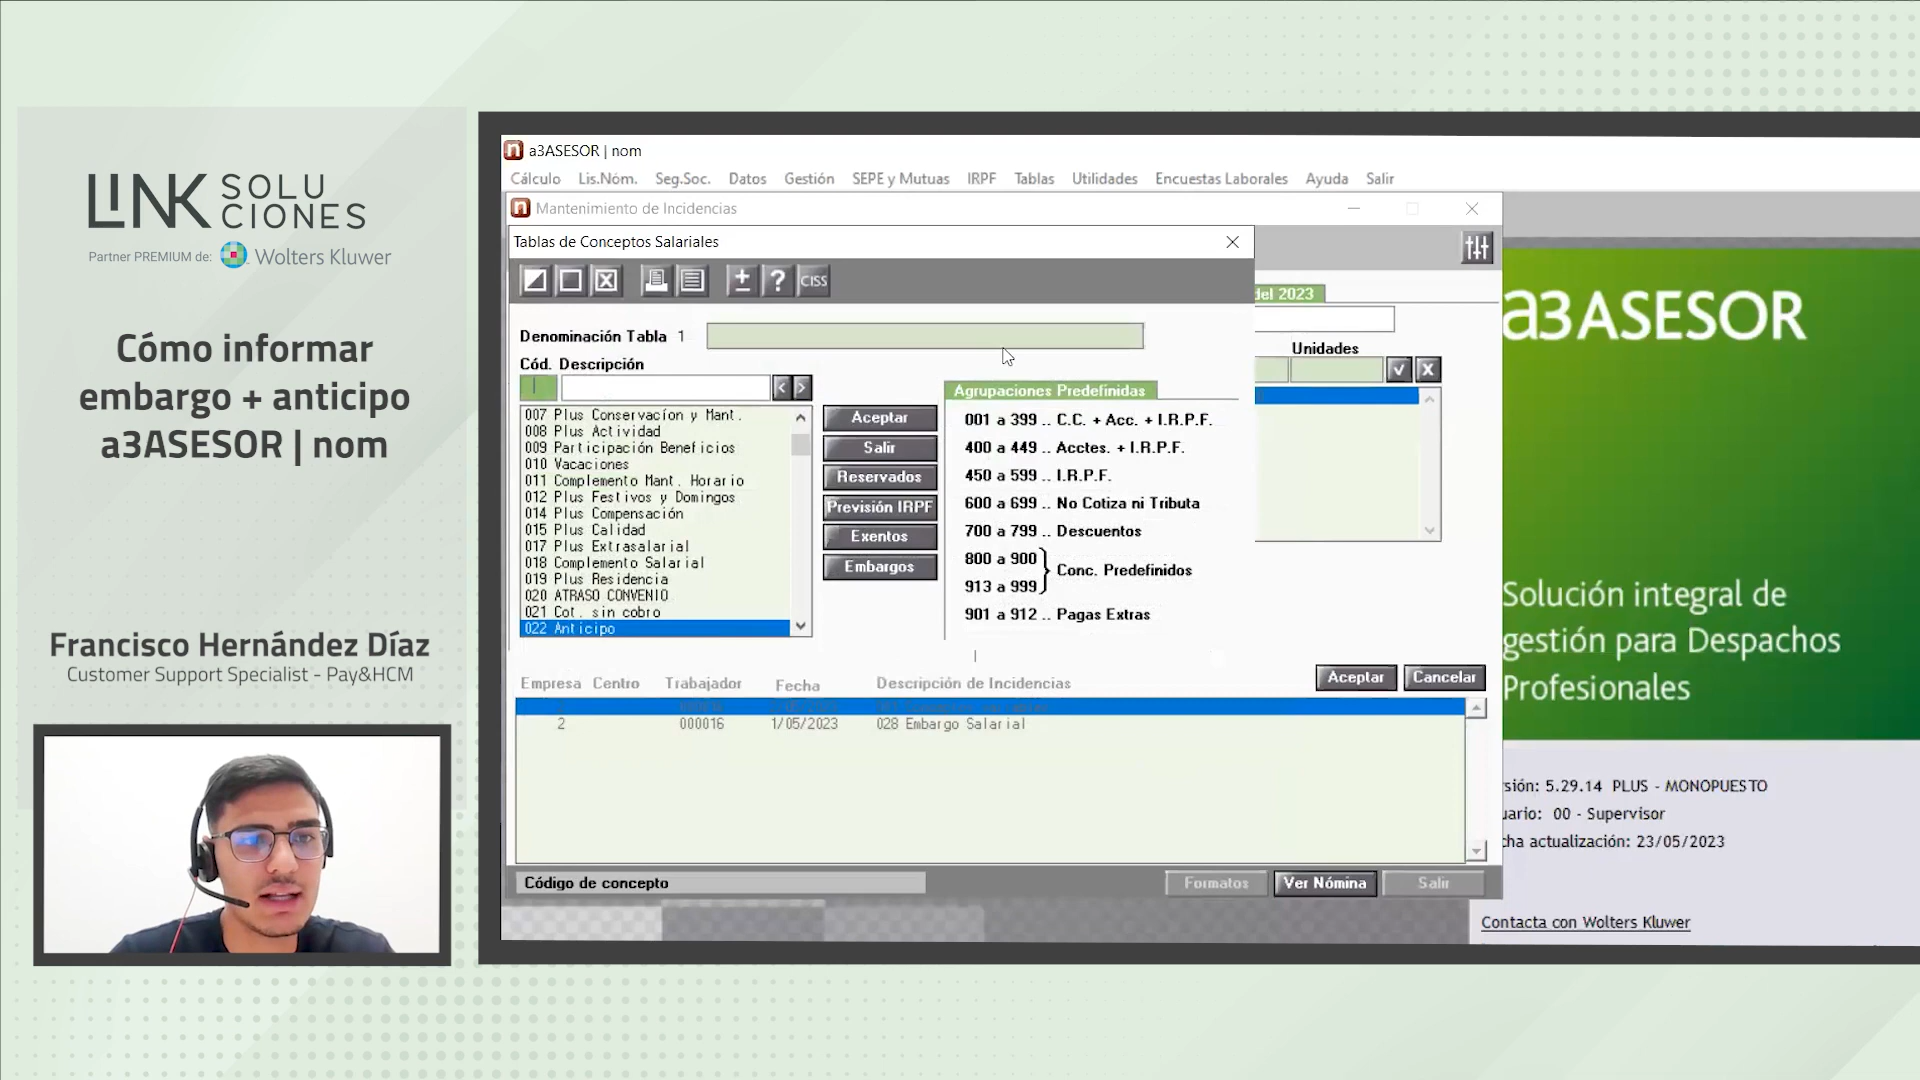 LINK SOLUCIONES
Partner PREMIUM de: Wolters Kluwer
Cómo informar
embargo + anticipo
a3ASESOR | nom
Francisco Hernández Díaz
Customer Support Specialist - Pay&HCM
a3ASESOR | nom
Cálculo Lis.Nóm. Seg.Soc. Datos Gestión SEPE y Mutuas IRPF Tablas Utilidades Encuestas Laborales Ayuda Salir
Mantenimiento de Incidencias
Tablas de Conceptos Salariales
CISS
del 2023
Denominación Tabla 1
Unidades
Cód. Descripción
Agrupaciones Predefinidas
007 Plus Conservacíon y Mant.
008 Plus Actividad
009 Participación Beneficios
010 Vacaciones
011 Complemento Mant. Horario
012 Plus Festivos y Domingos
014 Plus Compensación
015 Plus Calidad
017 Plus Extrasalarial
018 Complemento Salarial
019 Plus Residencia
020 ATRASO CONVENIO
021 Cot. sin cobro
022 Anticipo
Aceptar
Salir
Reservados
Previsión IRPF
Exentos
Embargos
001 a 399 .. C.C. + Acc. + I.R.P.F.
400 a 449 .. Acctes. + I.R.P.F.
450 a 599 .. I.R.P.F.
600 a 699 .. No Cotiza ni Tributa
700 a 799 .. Descuentos
800 a 900
913 a 999
Conc. Predefinidos
901 a 912 .. Pagas Extras
Aceptar Cancelar
Empresa Centro Trabajador Fecha Descripción de Incidencias
2 000016 1/05/2023 028 Embargo Salarial
Código de concepto
Formatos Ver Nómina Salir
a3ASESOR
Solución integral de
gestión para Despachos
Profesionales
sión: 5.29.14 PLUS - MONOPUESTO
uario: 00 - Supervisor
cha actualización: 23/05/2023
Contacta con Wolters Kluwer